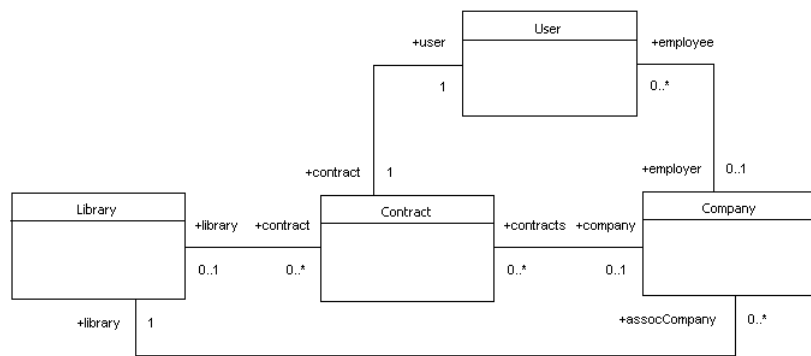 User
+user
+employee
1
0..*
+contract
1
+employer
0..1
Library
Contract
Company
+library
+contract
+contracts
+company
0..1
0..*
0..*
0..1
+library
1
+assocCompany
0..*